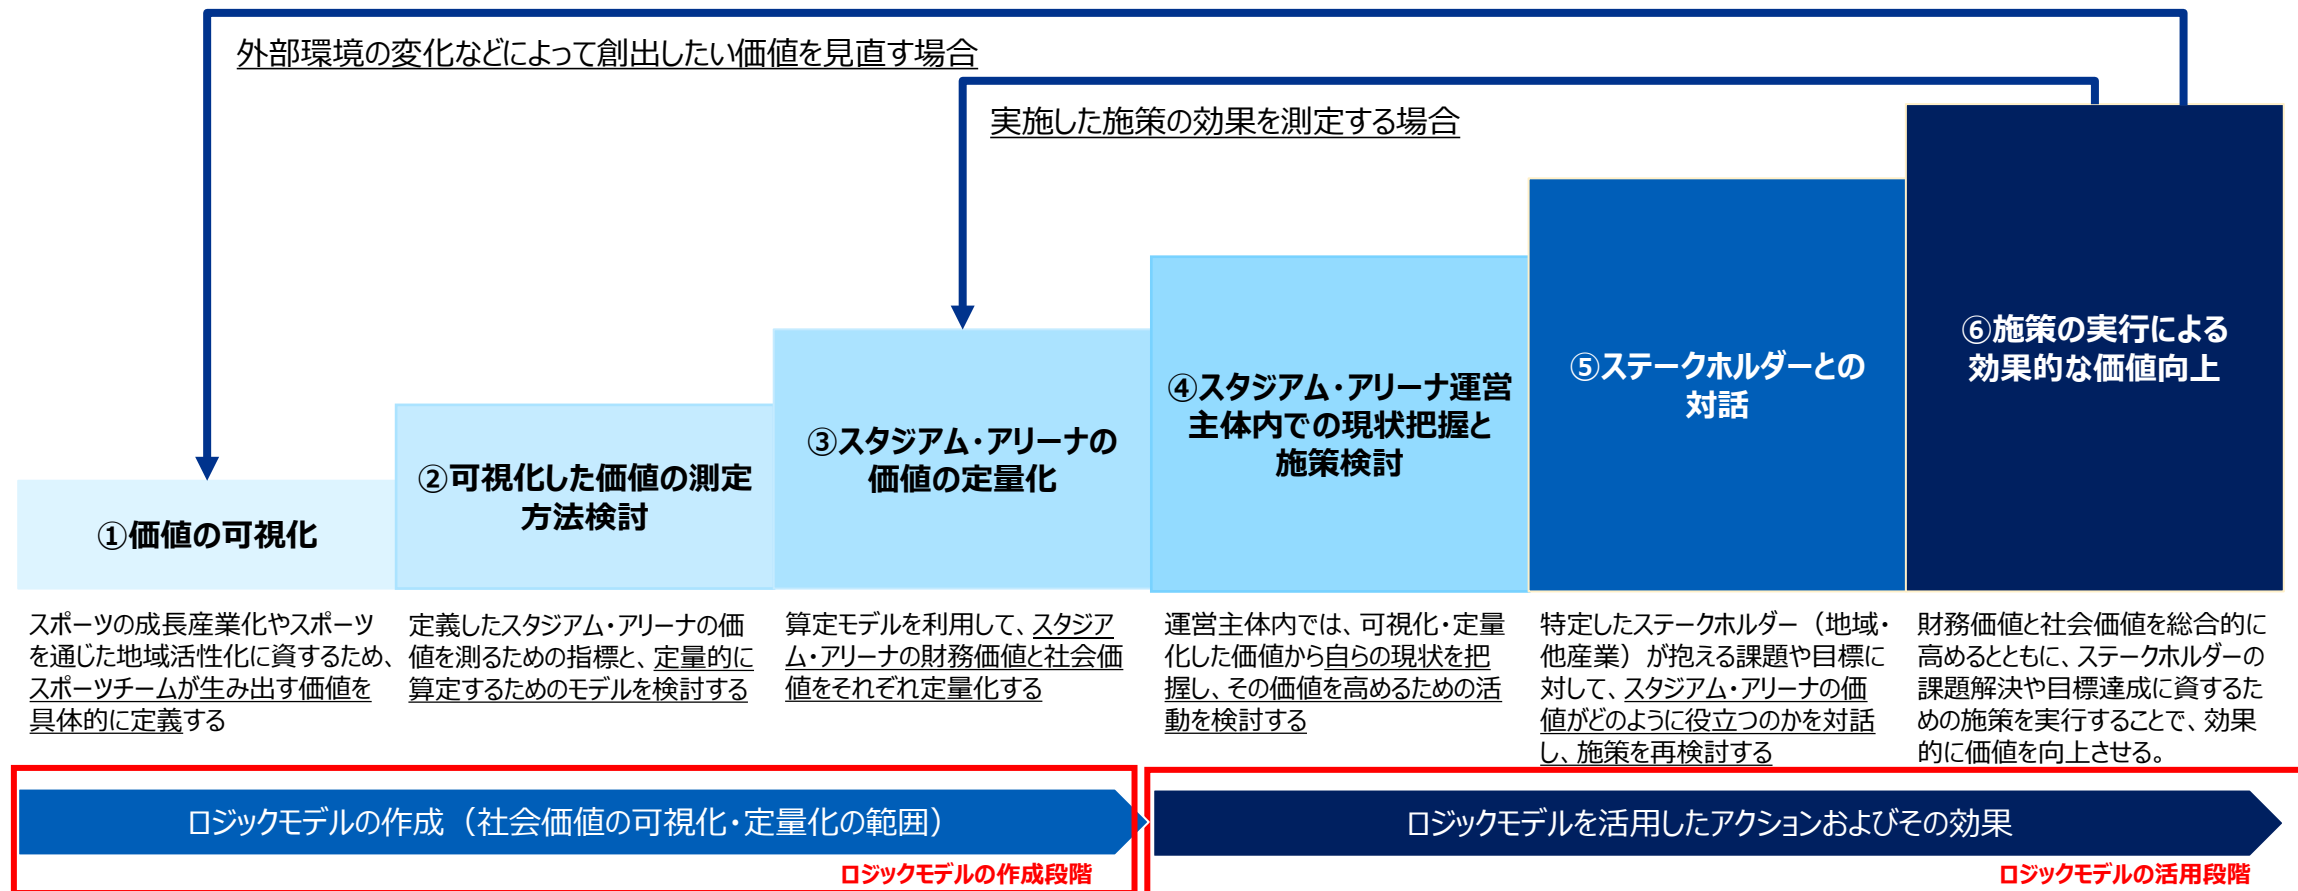 外部環境の変化などによって創出したい価値を見直す場合
実施した施策の効果を測定する場合
①価値の可視化
②可視化した価値の測定
方法検討
③スタジアム・アリーナの
価値の定量化
④スタジアム・アリーナ運営
主体内での現状把握と
施策検討
⑤ステークホルダーとの
対話
⑥施策の実行による
効果的な価値向上
スポーツの成長産業化やスポーツ
を通じた地域活性化に資するため、
スポーツチームが生み出す価値を
具体的に定義する
定義したスタジアム・アリーナの価
値を測るための指標と、定量的に
算定するためのモデルを検討する
算定モデルを利用して、スタジア
ム・アリーナの財務価値と社会価
値をそれぞれ定量化する
運営主体内では、可視化・定量
化した価値から自らの現状を把
握し、その価値を高めるための活
動を検討する
特定したステークホルダー（地域・
他産業）が抱える課題や目標に
対して、スタジアム・アリーナの価
値がどのように役立つのかを対話
し、施策を再検討する
財務価値と社会価値を総合的に
高めるとともに、ステークホルダーの
課題解決や目標達成に資するた
めの施策を実行することで、効果
的に価値を向上させる。
ロジックモデルの作成（社会価値の可視化・定量化の範囲）
ロジックモデルの作成段階
ロジックモデルを活用したアクションおよびその効果
ロジックモデルの活用段階